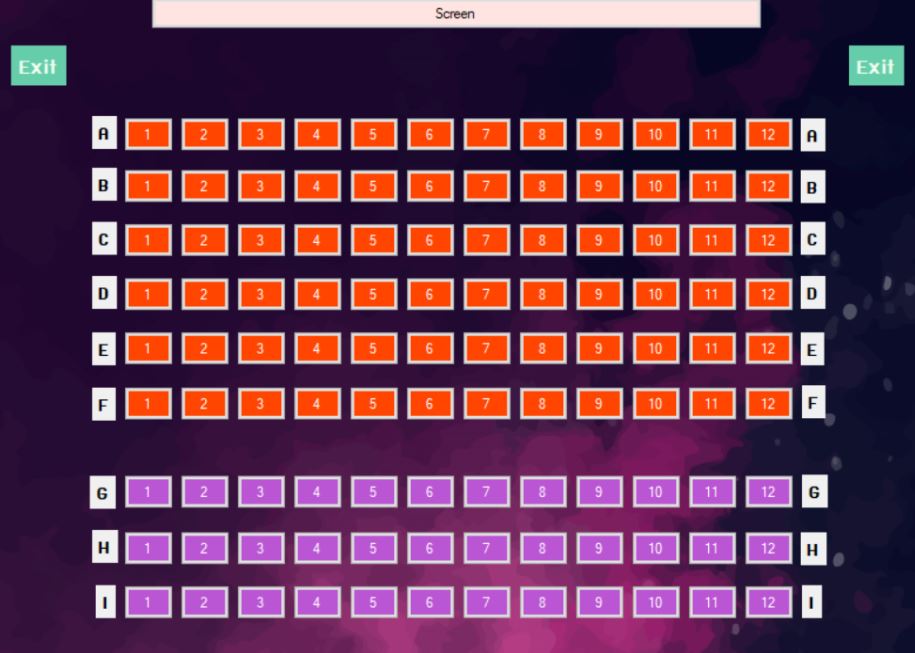 Screen
Exit Exit
A 1 2 3 4 5 6 7 8 9 10 11 12 A
B 1 2 3 4 5 6 7 8 9 10 11 12 B
C 1 2 3 4 5 6 7 8 9 10 11 12 C
D 1 2 3 4 5 6 7 8 9 10 11 12 D
E 1 2 3 4 5 6 7 8 9 10 11 12 E
F 1 2 3 4 5 6 7 8 9 10 11 12 F
G 1 2 3 4 5 6 7 8 9 10 11 12 G
H 1 2 3 4 5 6 7 8 9 10 11 12 H
I 1 2 3 4 5 6 7 8 9 10 11 12 I